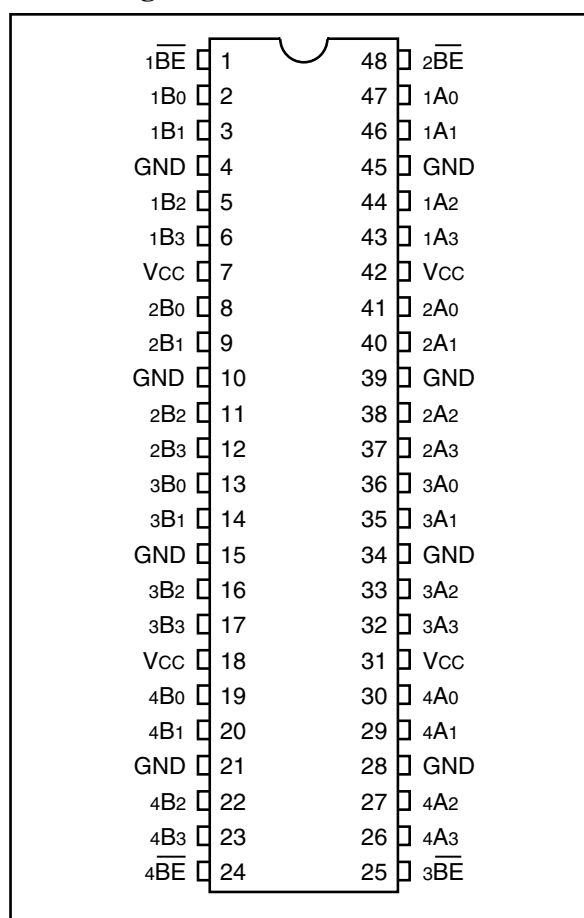 1B̅E̅ 1 48 2B̅E̅
1B0 2 47 1A0
1B1 3 46 1A1
GND 4 45 GND
1B2 5 44 1A2
1B3 6 43 1A3
VCC 7 42 VCC
2B0 8 41 2A0
2B1 9 40 2A1
GND 10 39 GND
2B2 11 38 2A2
2B3 12 37 2A3
3B0 13 36 3A0
3B1 14 35 3A1
GND 15 34 GND
3B2 16 33 3A2
3B3 17 32 3A3
VCC 18 31 VCC
4B0 19 30 4A0
4B1 20 29 4A1
GND 21 28 GND
4B2 22 27 4A2
4B3 23 26 4A3
4B̅E̅ 24 25 3B̅E̅